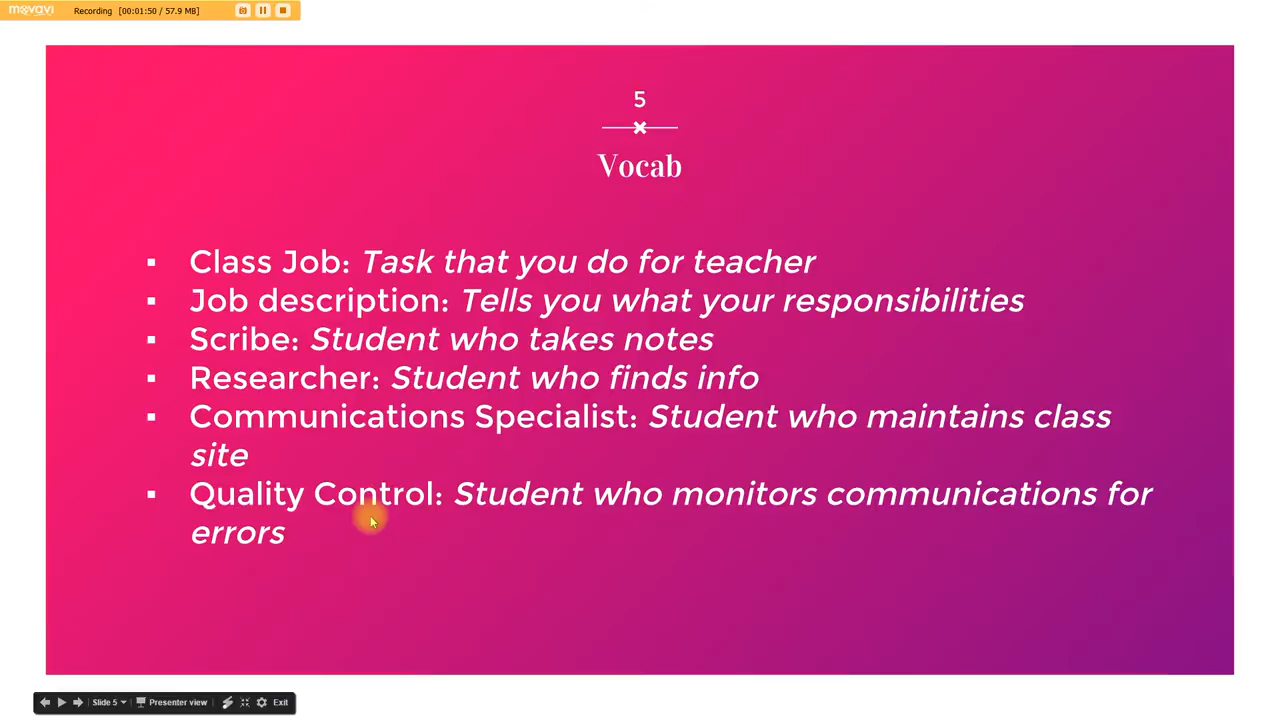 movavi Recording [00:01:50 / 57.9 MB]
5
Vocab
▪ Class Job: Task that you do for teacher
▪ Job description: Tells you what your responsibilities
▪ Scribe: Student who takes notes
▪ Researcher: Student who finds info
▪ Communications Specialist: Student who maintains class
site
▪ Quality Control: Student who monitors communications for
errors
Slide 5 Presenter view Exit